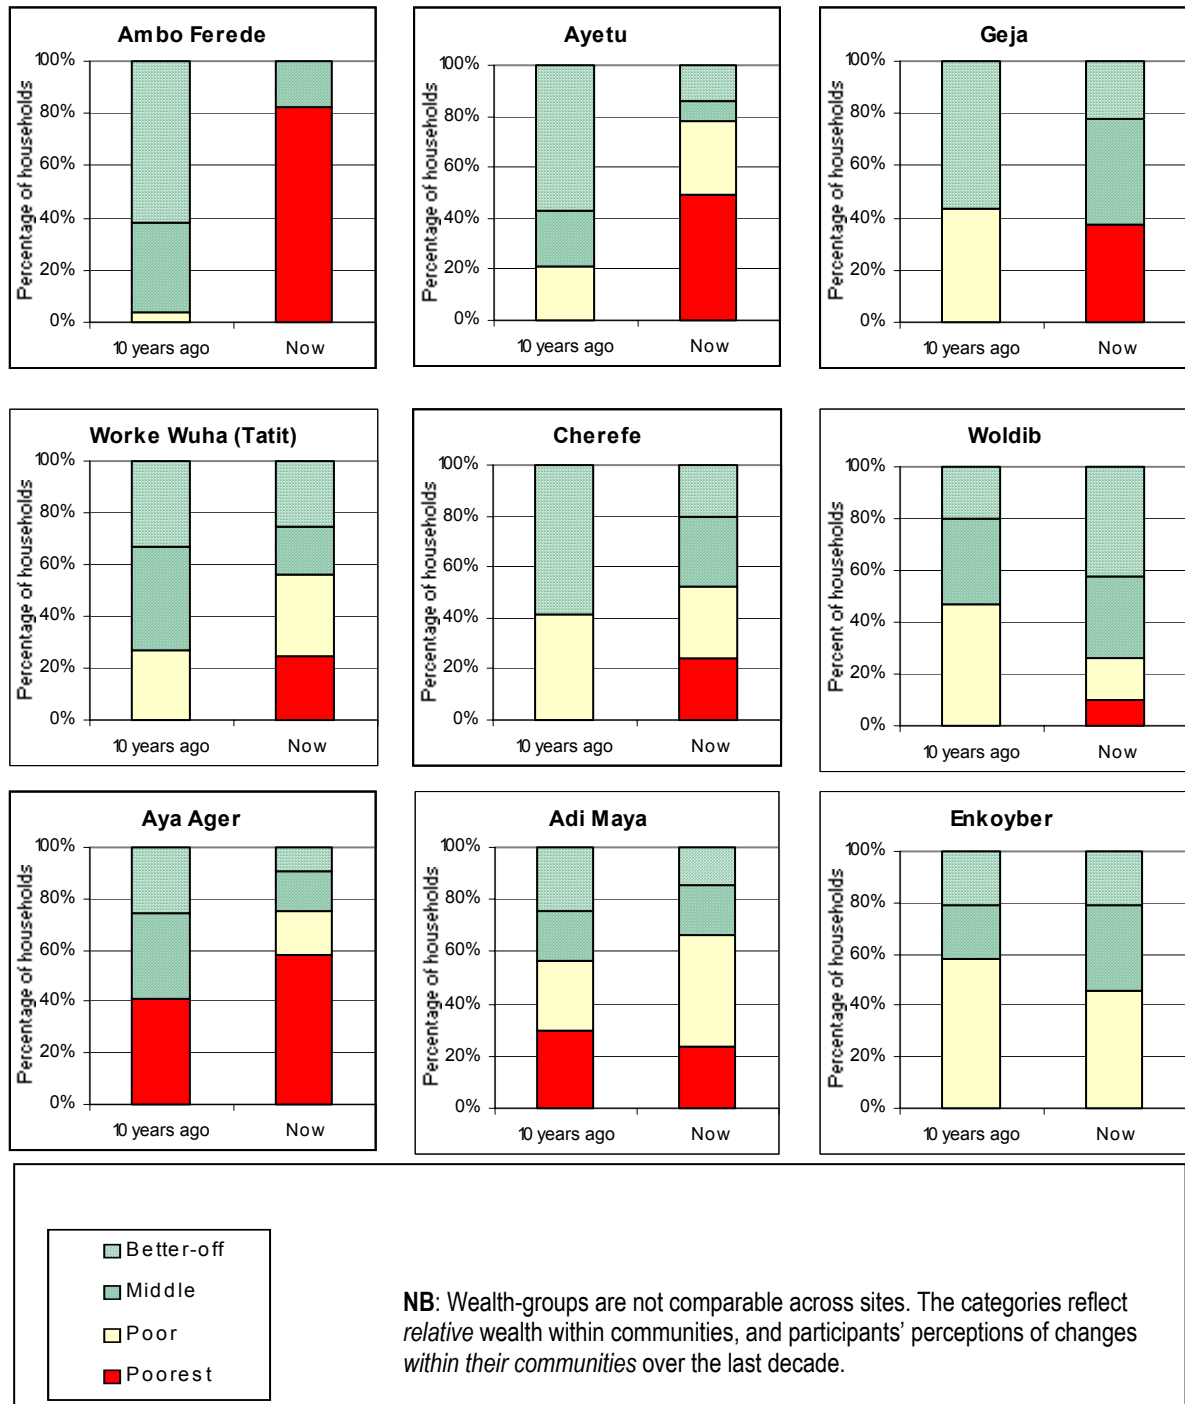 Ambo Ferede
Percentage of households
100%
80%
60%
40%
20%
0%
10 years ago
Now
Ayetu
Percentage of households
100%
80%
60%
40%
20%
0%
10 years ago
Now
Geja
Percentage of households
100%
80%
60%
40%
20%
0%
10 years ago
Now
Worke Wuha (Tatit)
Percentage of households
100%
80%
60%
40%
20%
0%
10 years ago
Now
Cherefe
Percentage of households
100%
80%
60%
40%
20%
0%
10 years ago
Now
Woldib
Percent of households
100%
80%
60%
40%
20%
0%
10 years ago
Now
Aya Ager
Percentage of households
100%
80%
60%
40%
20%
0%
10 years ago
Now
Adi Maya
Percentage of households
100%
80%
60%
40%
20%
0%
10 years ago
Now
Enkoyber
Percentage of households
100%
80%
60%
40%
20%
0%
10 years ago
Now
Better-off
Middle
Poor
Poorest
NB: Wealth-groups are not comparable across sites. The categories reflect
relative wealth within communities, and participants' perceptions of changes
within their communities over the last decade.